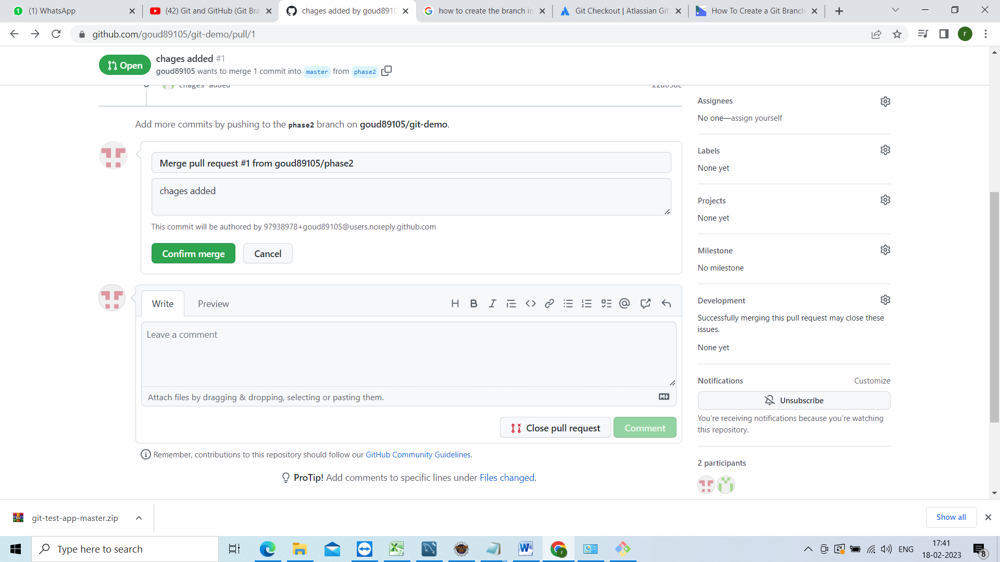 (1) WhatsApp
(42) Git and GitHub (Git Bra
chages added by goud8910
how to create the branch in
Git Checkout | Atlassian Git
How To Create a Git Branch
github.com/goud89105/git-demo/pull/1
r
Open
chages added #1
goud89105 wants to merge 1 commit into master from phase2
chages added
Add more commits by pushing to the phase2 branch on goud89105/git-demo.
Merge pull request #1 from goud89105/phase2
chages added
This commit will be authored by 97938978+goud89105@users.noreply.github.com
Confirm merge
Cancel
Write
Preview
Leave a comment
Attach files by dragging & dropping, selecting or pasting them.
Close pull request
Comment
Remember, contributions to this repository should follow our GitHub Community Guidelines.
ProTip! Add comments to specific lines under Files changed.
Assignees
No one—assign yourself
Labels
None yet
Projects
None yet
Milestone
No milestone
Development
Successfully merging this pull request may close these
issues.
None yet
Notifications
Customize
Unsubscribe
You're receiving notifications because you're watching
this repository.
2 participants
git-test-app-master.zip
Show all
Type here to search
ENG
17:41
18-02-2023
8